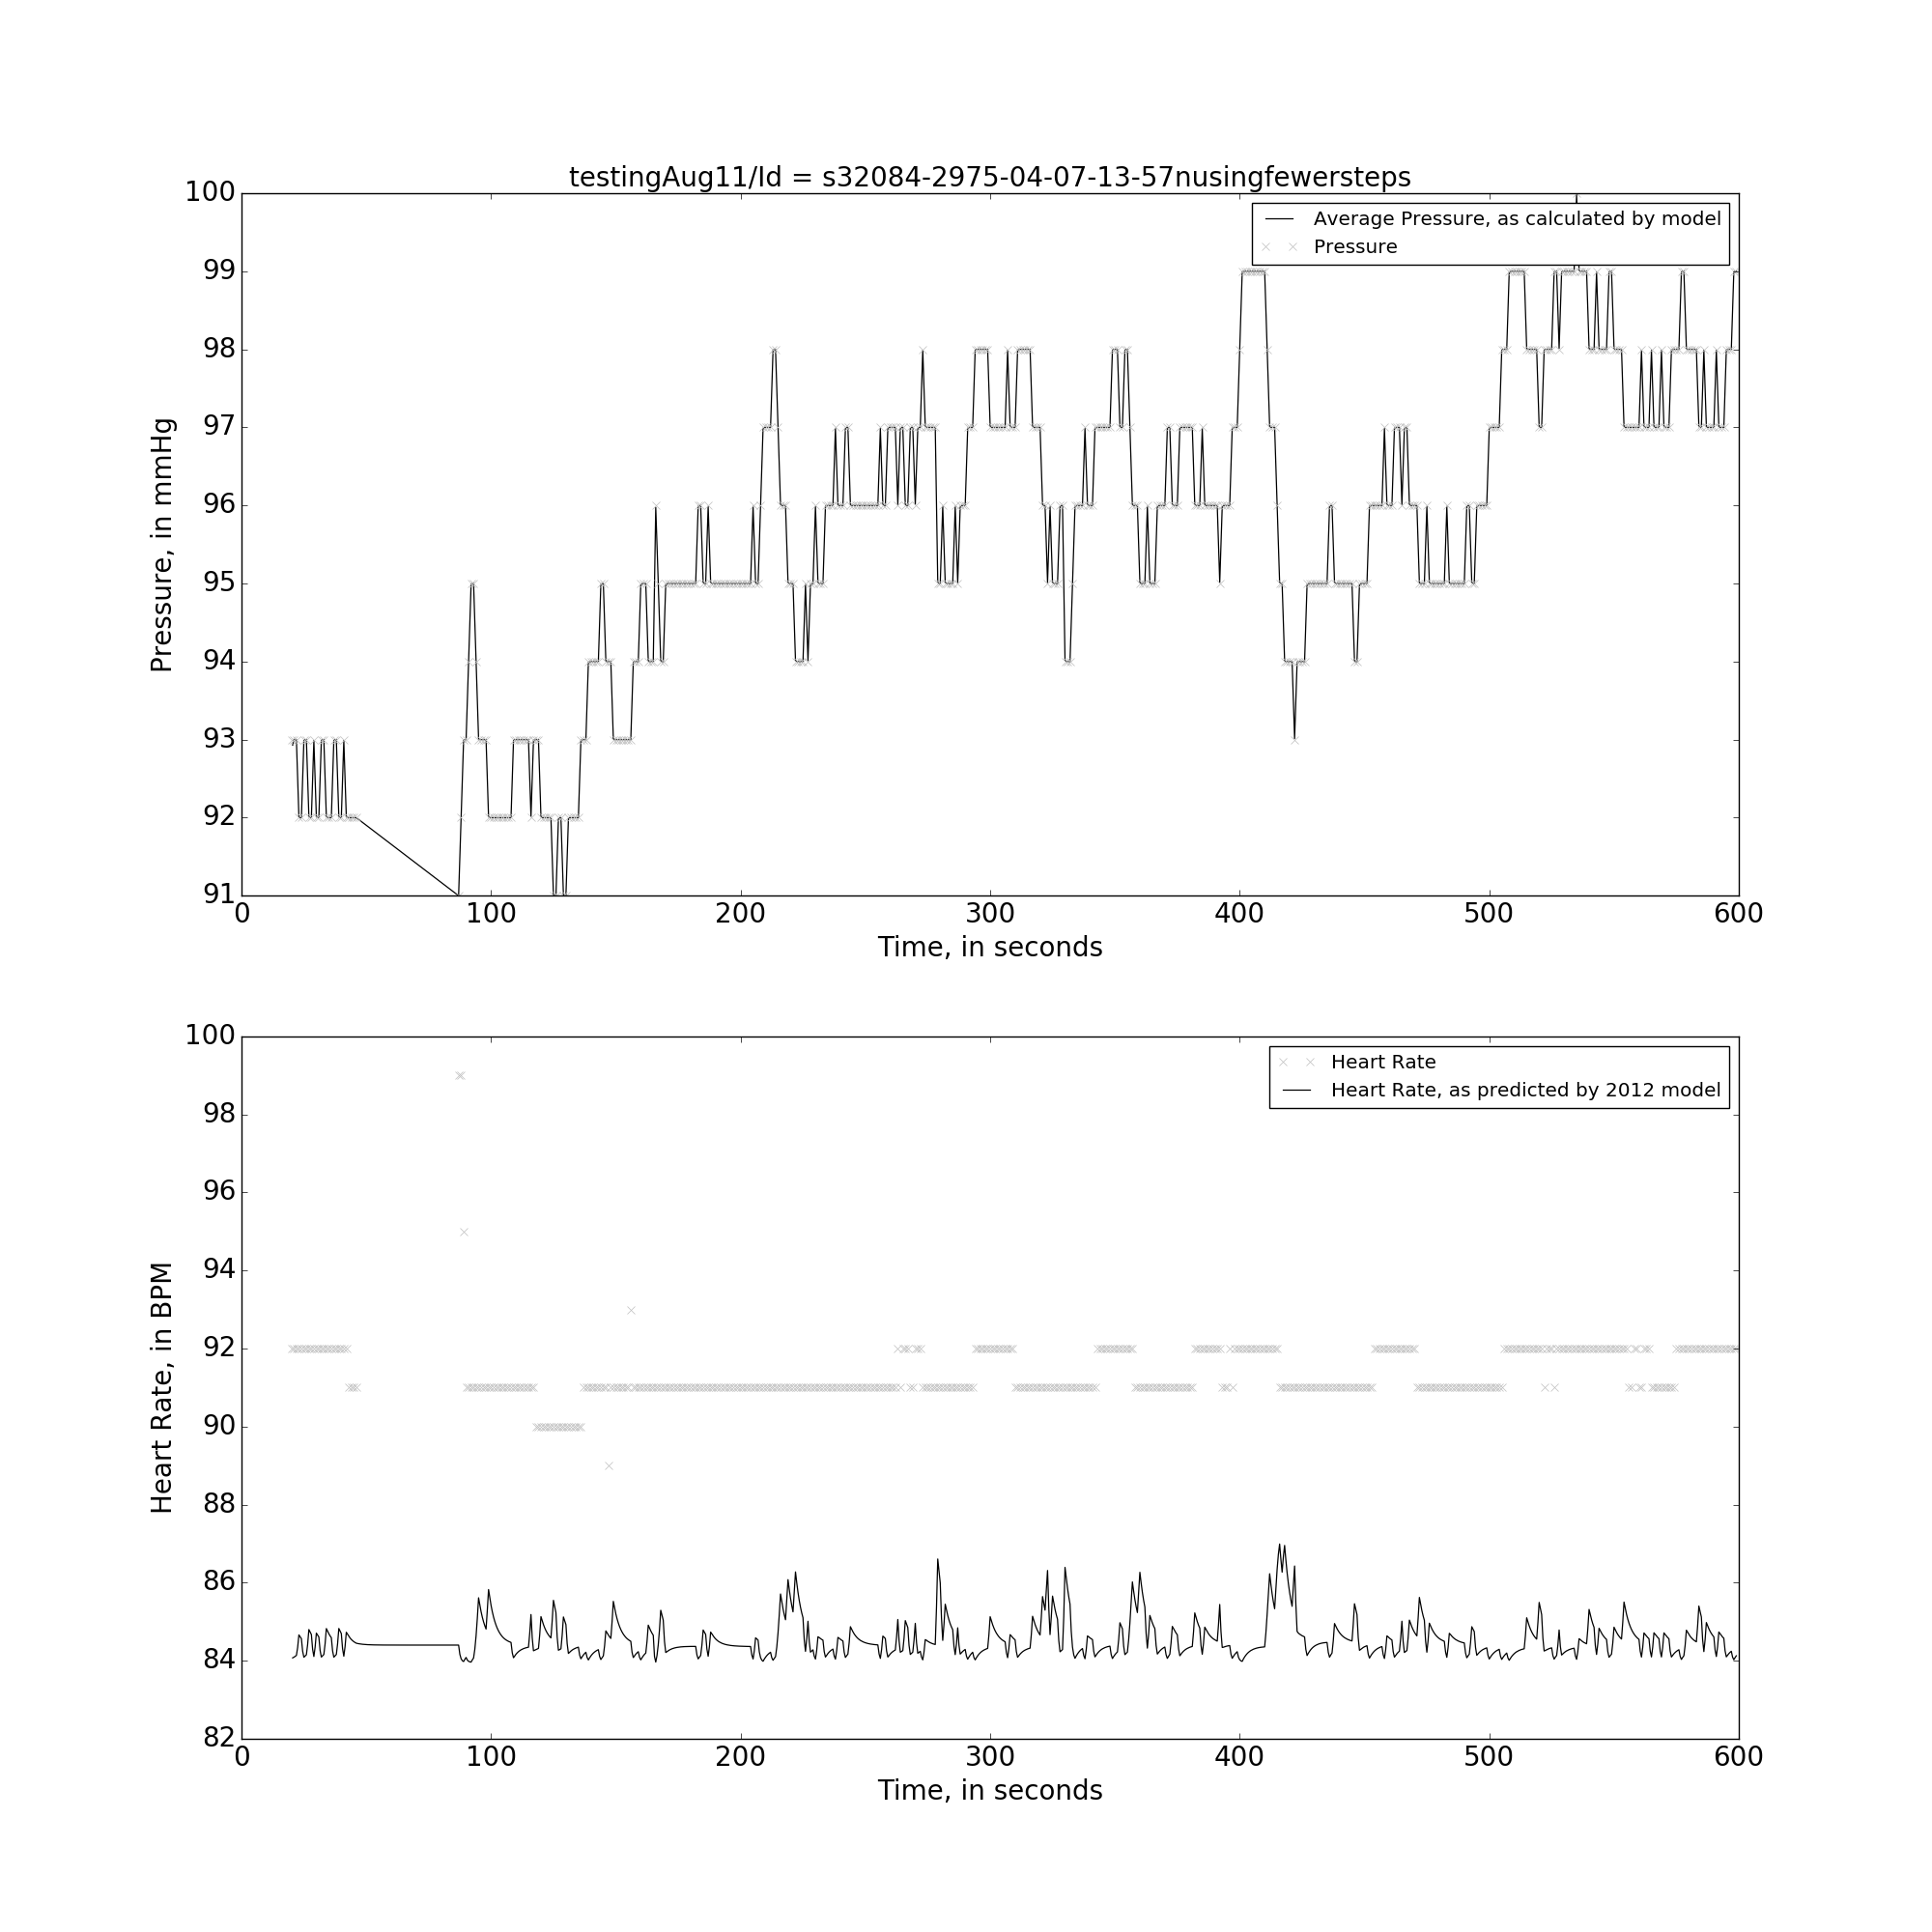 testingAug11/Id = s32084-2975-04-07-13-57nusingfewersteps
100
99
98
97
96
95
94
93
92
91
Pressure, in mmHg
Average Pressure, as calculated by model
Pressure
0 100 200 300 400 500 600
Time, in seconds
100
98
96
94
92
90
88
86
84
82
Heart Rate, in BPM
Heart Rate
Heart Rate, as predicted by 2012 model
0 100 200 300 400 500 600
Time, in seconds